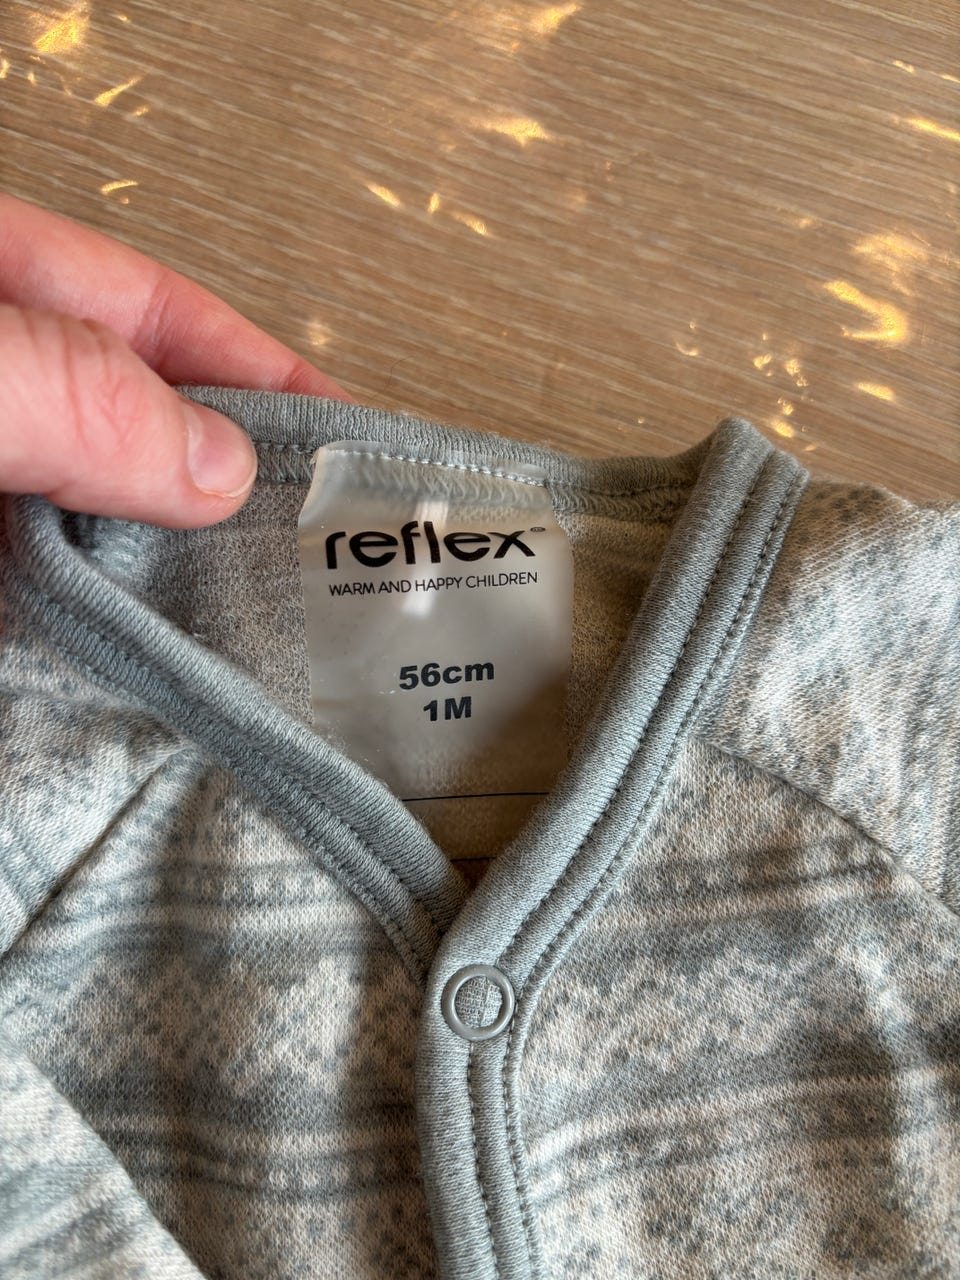 reflex
WARM AND HAPPY CHILDREN
56cm
1M